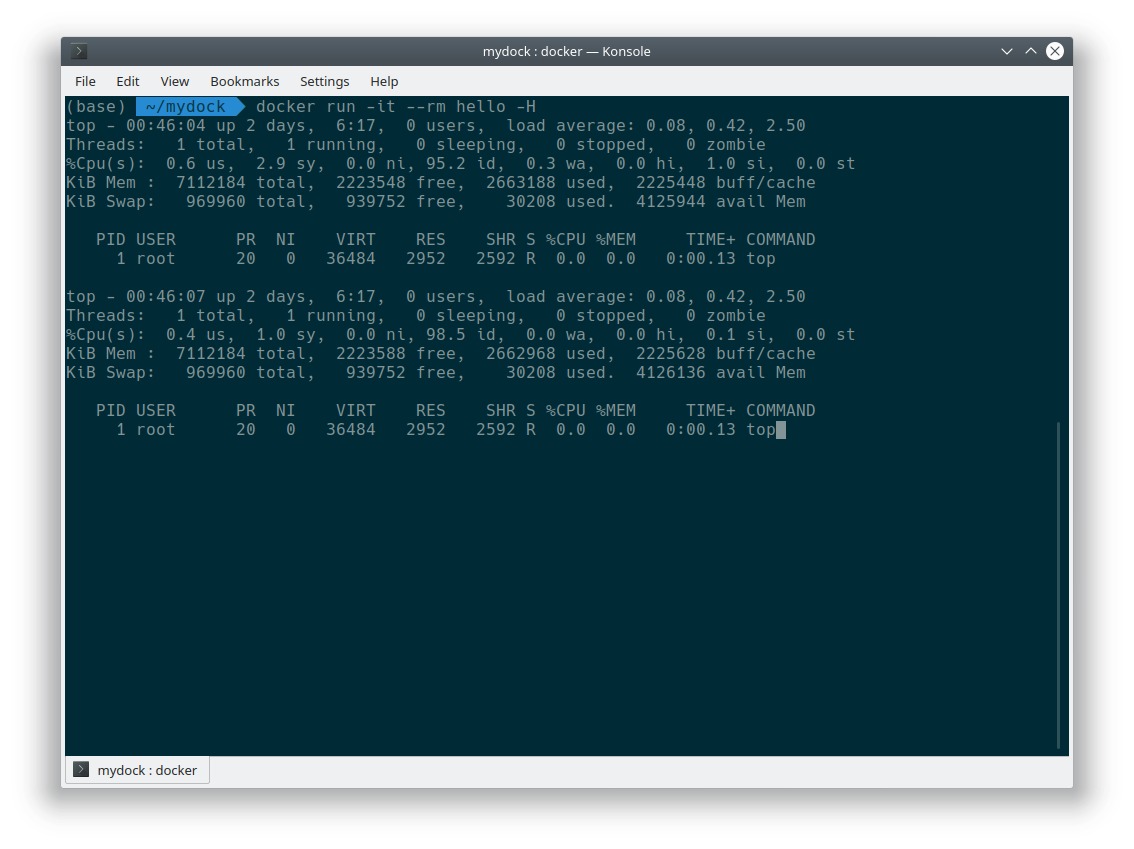 mydock : docker — Konsole
File Edit View Bookmarks Settings Help
(base) ~/mydock docker run -it --rm hello -H
top - 00:46:04 up 2 days,  6:17,  0 users,  load average: 0.08, 0.42, 2.50
Threads:   1 total,   1 running,   0 sleeping,   0 stopped,   0 zombie
%Cpu(s):  0.6 us,  2.9 sy,  0.0 ni, 95.2 id,  0.3 wa,  0.0 hi,  1.0 si,  0.0 st
KiB Mem :  7112184 total,  2223548 free,  2663188 used,  2225448 buff/cache
KiB Swap:   969960 total,   939752 free,    30208 used.  4125944 avail Mem
   PID USER      PR  NI    VIRT    RES    SHR S %CPU %MEM     TIME+ COMMAND
     1 root      20   0   36484   2952   2592 R  0.0  0.0   0:00.13 top
top - 00:46:07 up 2 days,  6:17,  0 users,  load average: 0.08, 0.42, 2.50
Threads:   1 total,   1 running,   0 sleeping,   0 stopped,   0 zombie
%Cpu(s):  0.4 us,  1.0 sy,  0.0 ni, 98.5 id,  0.0 wa,  0.0 hi,  0.1 si,  0.0 st
KiB Mem :  7112184 total,  2223588 free,  2662968 used,  2225628 buff/cache
KiB Swap:   969960 total,   939752 free,    30208 used.  4126136 avail Mem
   PID USER      PR  NI    VIRT    RES    SHR S %CPU %MEM     TIME+ COMMAND
     1 root      20   0   36484   2952   2592 R  0.0  0.0   0:00.13 top
mydock : docker